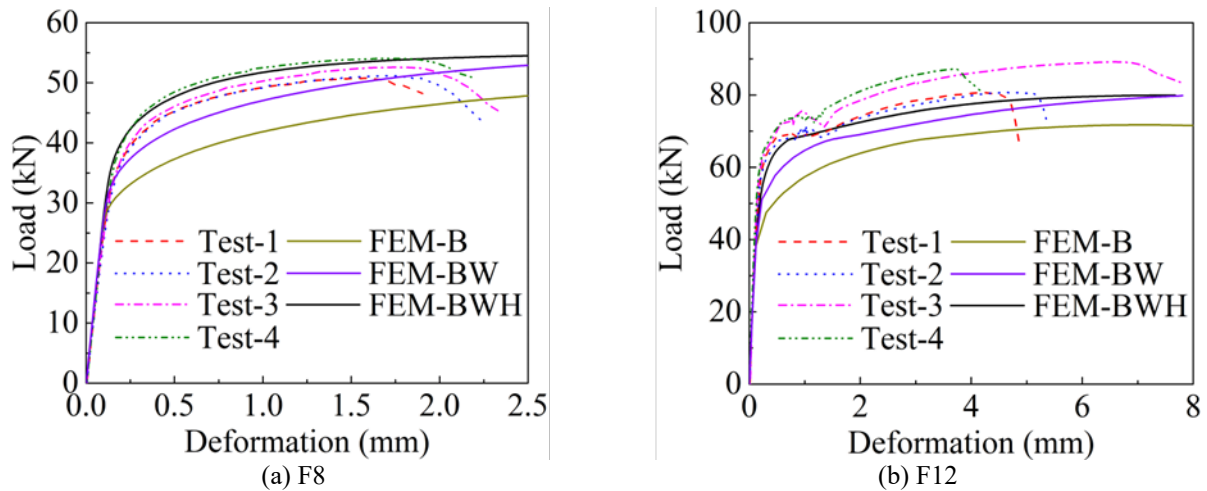 60
50
40
30
20
10
0
Load (kN)
Test-1 FEM-B
Test-2 FEM-BW
Test-3 FEM-BWH
Test-4
0.0 0.5 1.0 1.5 2.0 2.5
Deformation (mm)
(a) F8
100
80
60
40
20
0
Load (kN)
Test-1 FEM-B
Test-2 FEM-BW
Test-3 FEM-BWH
Test-4
0 2 4 6 8
Deformation (mm)
(b) F12